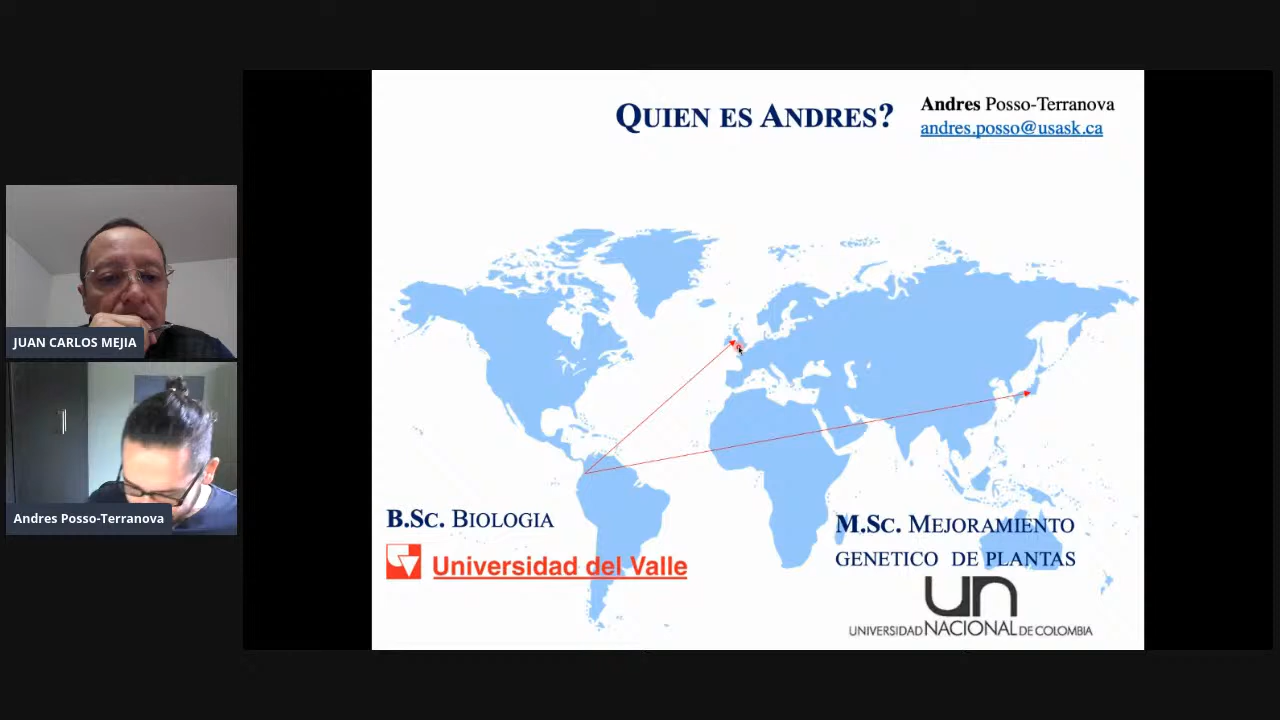 QUIEN ES ANDRES?
Andres Posso-Terranova
andres.posso@usask.ca
JUAN CARLOS MEJIA
Andres Posso-Terranova
B.SC. BIOLOGIA
Universidad del Valle
M.SC. MEJORAMIENTO
GENETICO DE PLANTAS
un
UNIVERSIDAD NACIONAL DE COLOMBIA